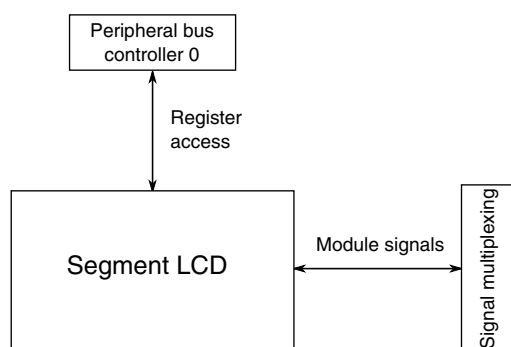 Peripheral bus
controller 0
Register
access
Segment LCD
Module signals
Signal multiplexing